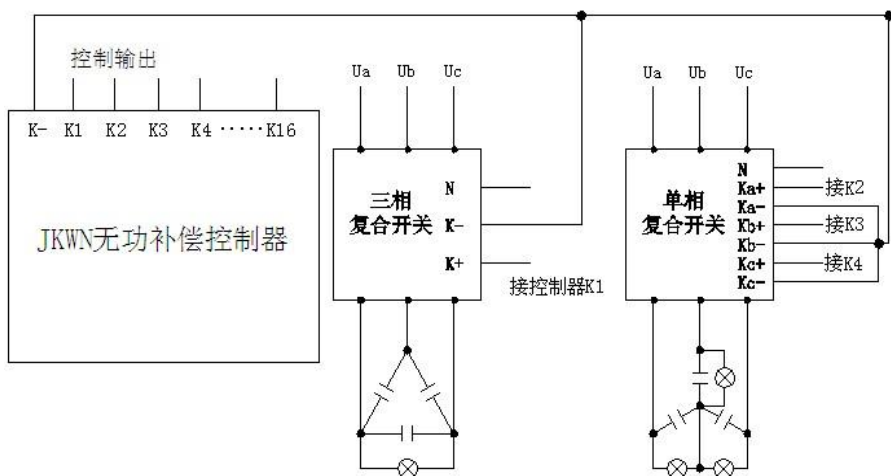 控制输出
K- K1 K2 K3 K4 ·····K16
JKWN无功补偿控制器
Ua Ub Uc
三相
复合开关
N
K-
K+
接控制器K1
Ua Ub Uc
单相
复合开关
N
Ka+ 接K2
Ka-
Kb+ 接K3
Kb-
Kc+ 接K4
Kc-